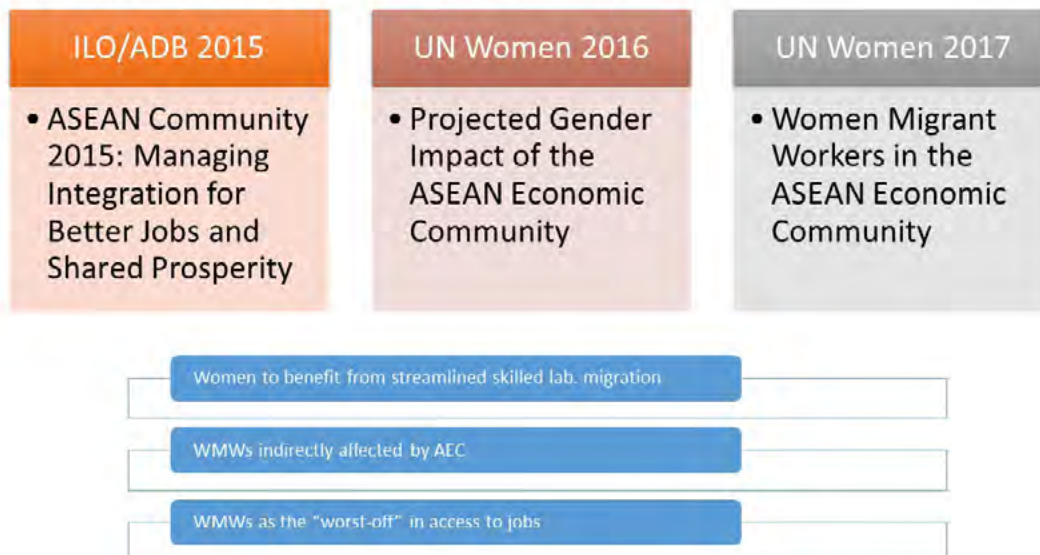 ILO/ADB 2015
• ASEAN Community
2015: Managing
Integration for
Better Jobs and
Shared Prosperity
UN Women 2016
• Projected Gender
Impact of the
ASEAN Economic
Community
UN Women 2017
• Women Migrant
Workers in the
ASEAN Economic
Community
Women to benefit from streamlined skilled lab. migration
WMWs indirectly affected by AEC
WMWs as the “worst-off” in access to jobs